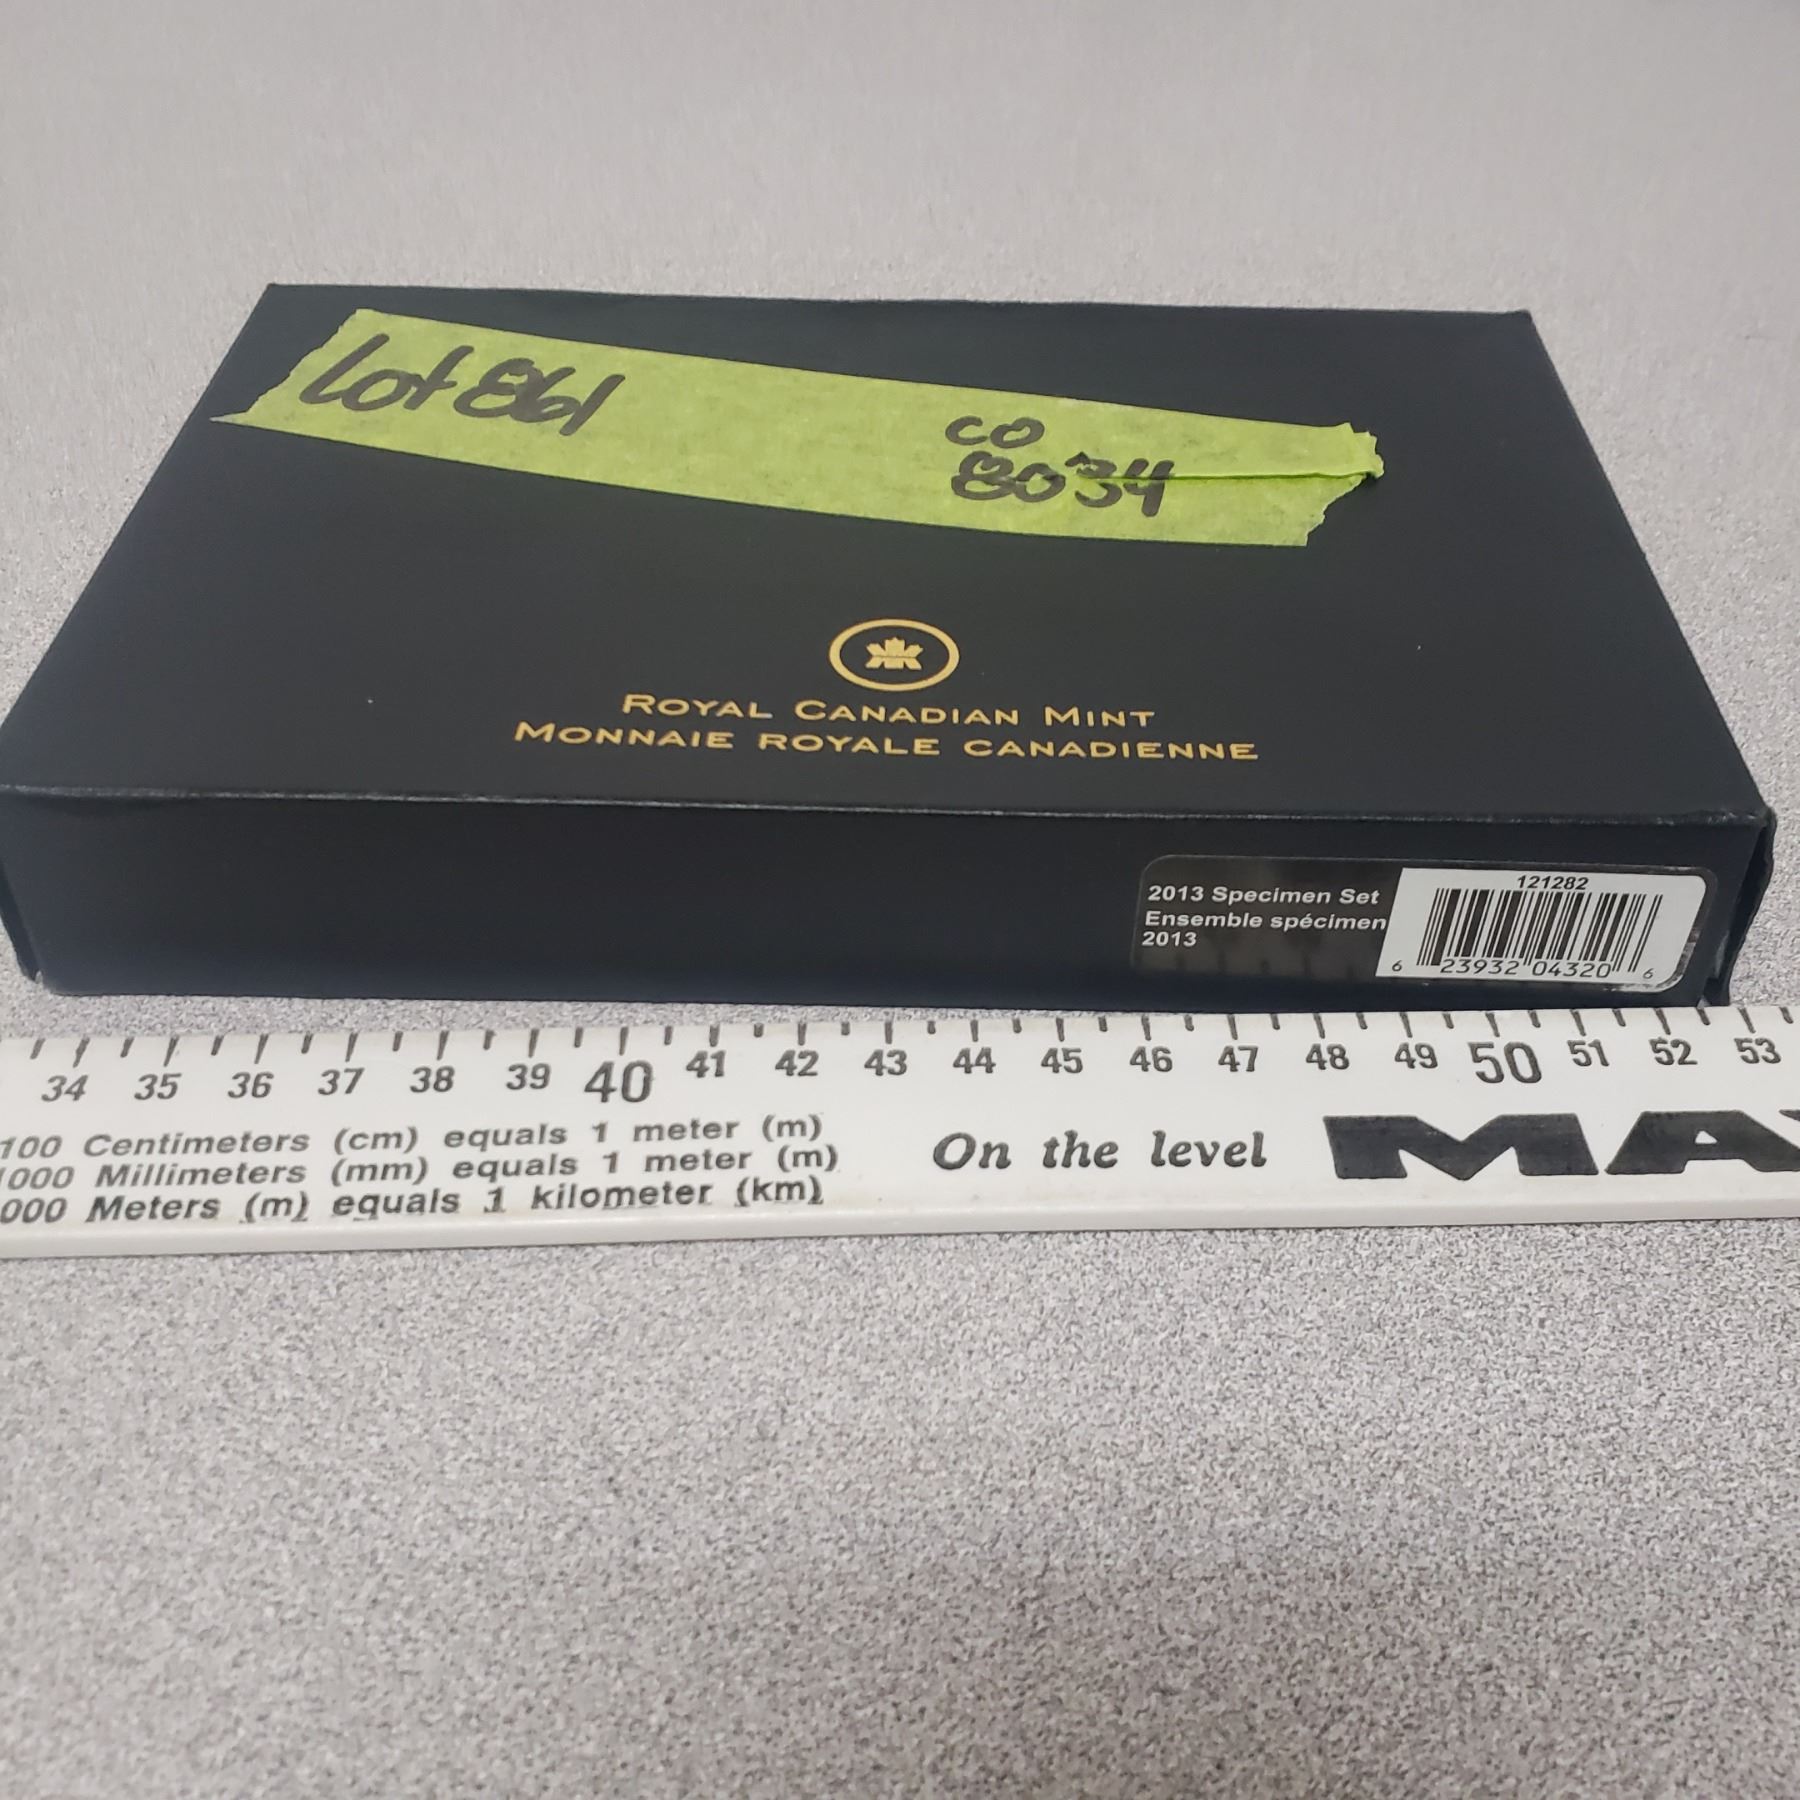 Lot 861
CO
8034
ROYAL CANADIAN MINT
MONNAIE ROYALE CANADIENNE
2013 Specimen Set
Ensemble spécimen
2013
121282
6 23932 04320 6
34 35 36 37 38 39 40 41 42 43 44 45 46 47 48 49 50 51 52 53
100 Centimeters (cm) equals 1 meter (m)
1000 Millimeters (mm) equals 1 meter (m)
000 Meters (m) equals 1 kilometer (km)
On the level
MA